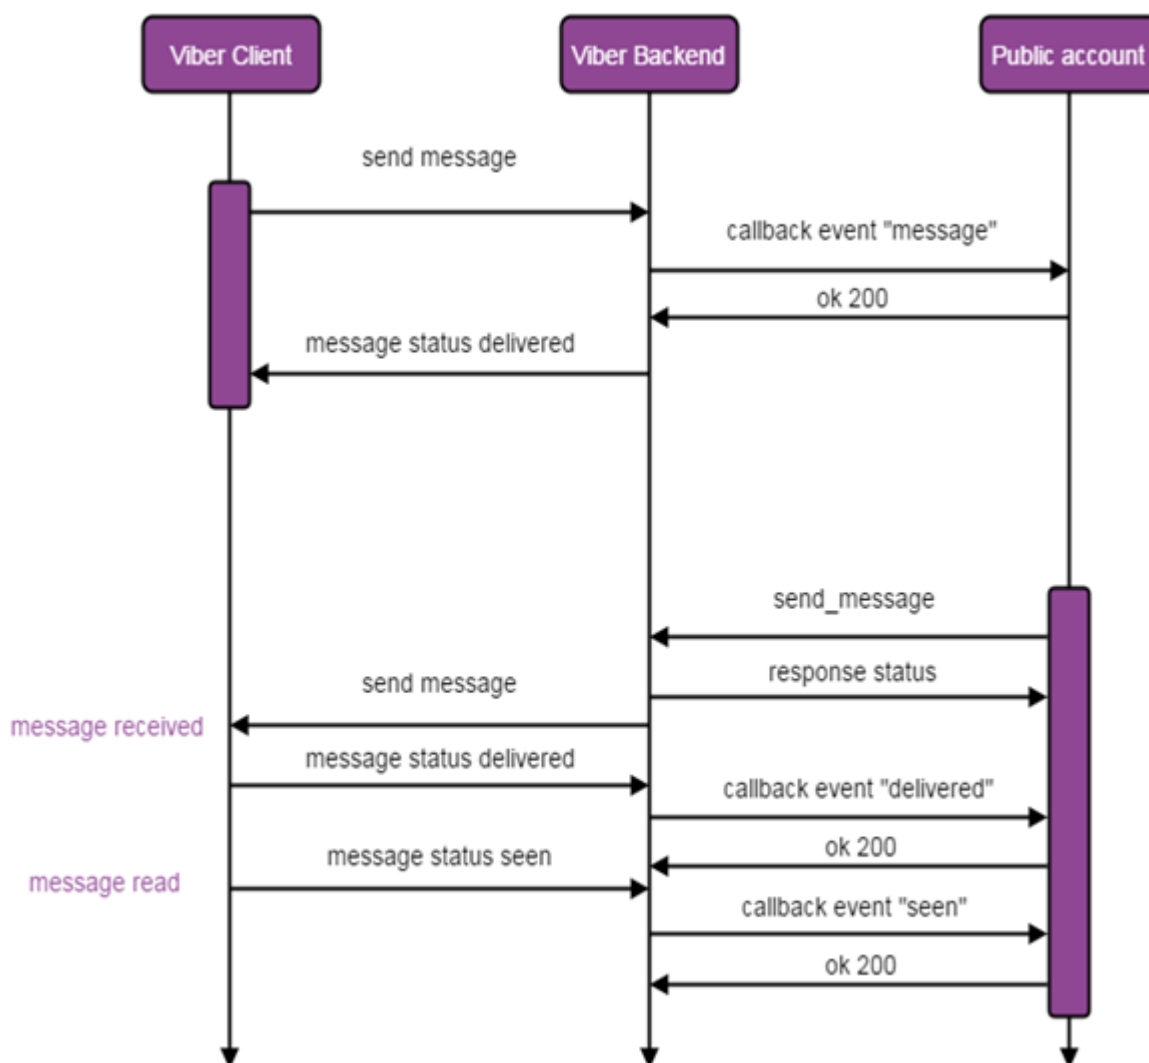 Viber Client
Viber Backend
Public account
send message
callback event "message"
ok 200
message status delivered
send_message
response status
send message
message received
message status delivered
callback event "delivered"
ok 200
message status seen
message read
callback event "seen"
ok 200